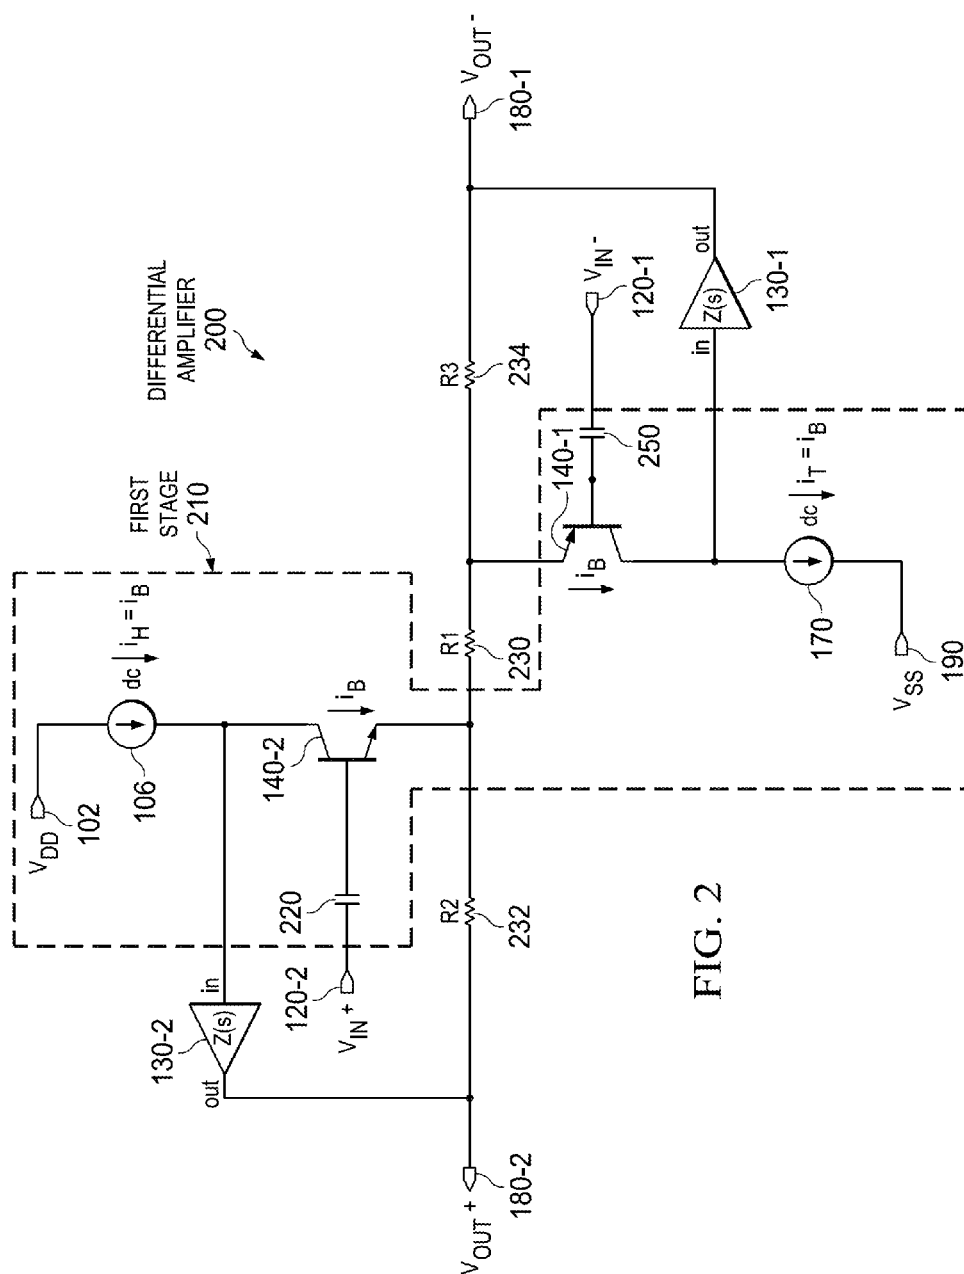 DIFFERENTIAL
AMPLIFIER
200
FIRST
STAGE
210
VDD
102
106
dc
iH = iB
140-2
iB
220
VIN+
120-2
130-2
in
Z(s)
out
VOUT+
180-2
R2
232
R1
230
R3
234
VOUT-
180-1
140-1
iB
250
VIN-
120-1
in
Z(s)
out
130-1
dc
iT = iB
170
VSS
190
FIG. 2